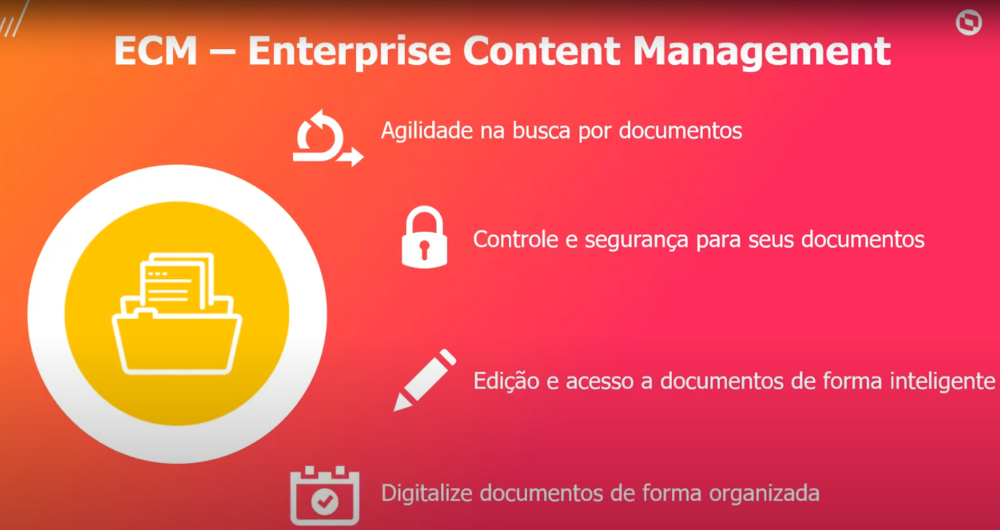 ECM – Enterprise Content Management
Agilidade na busca por documentos
Controle e segurança para seus documentos
Edição e acesso a documentos de forma inteligente
Digitalize documentos de forma organizada